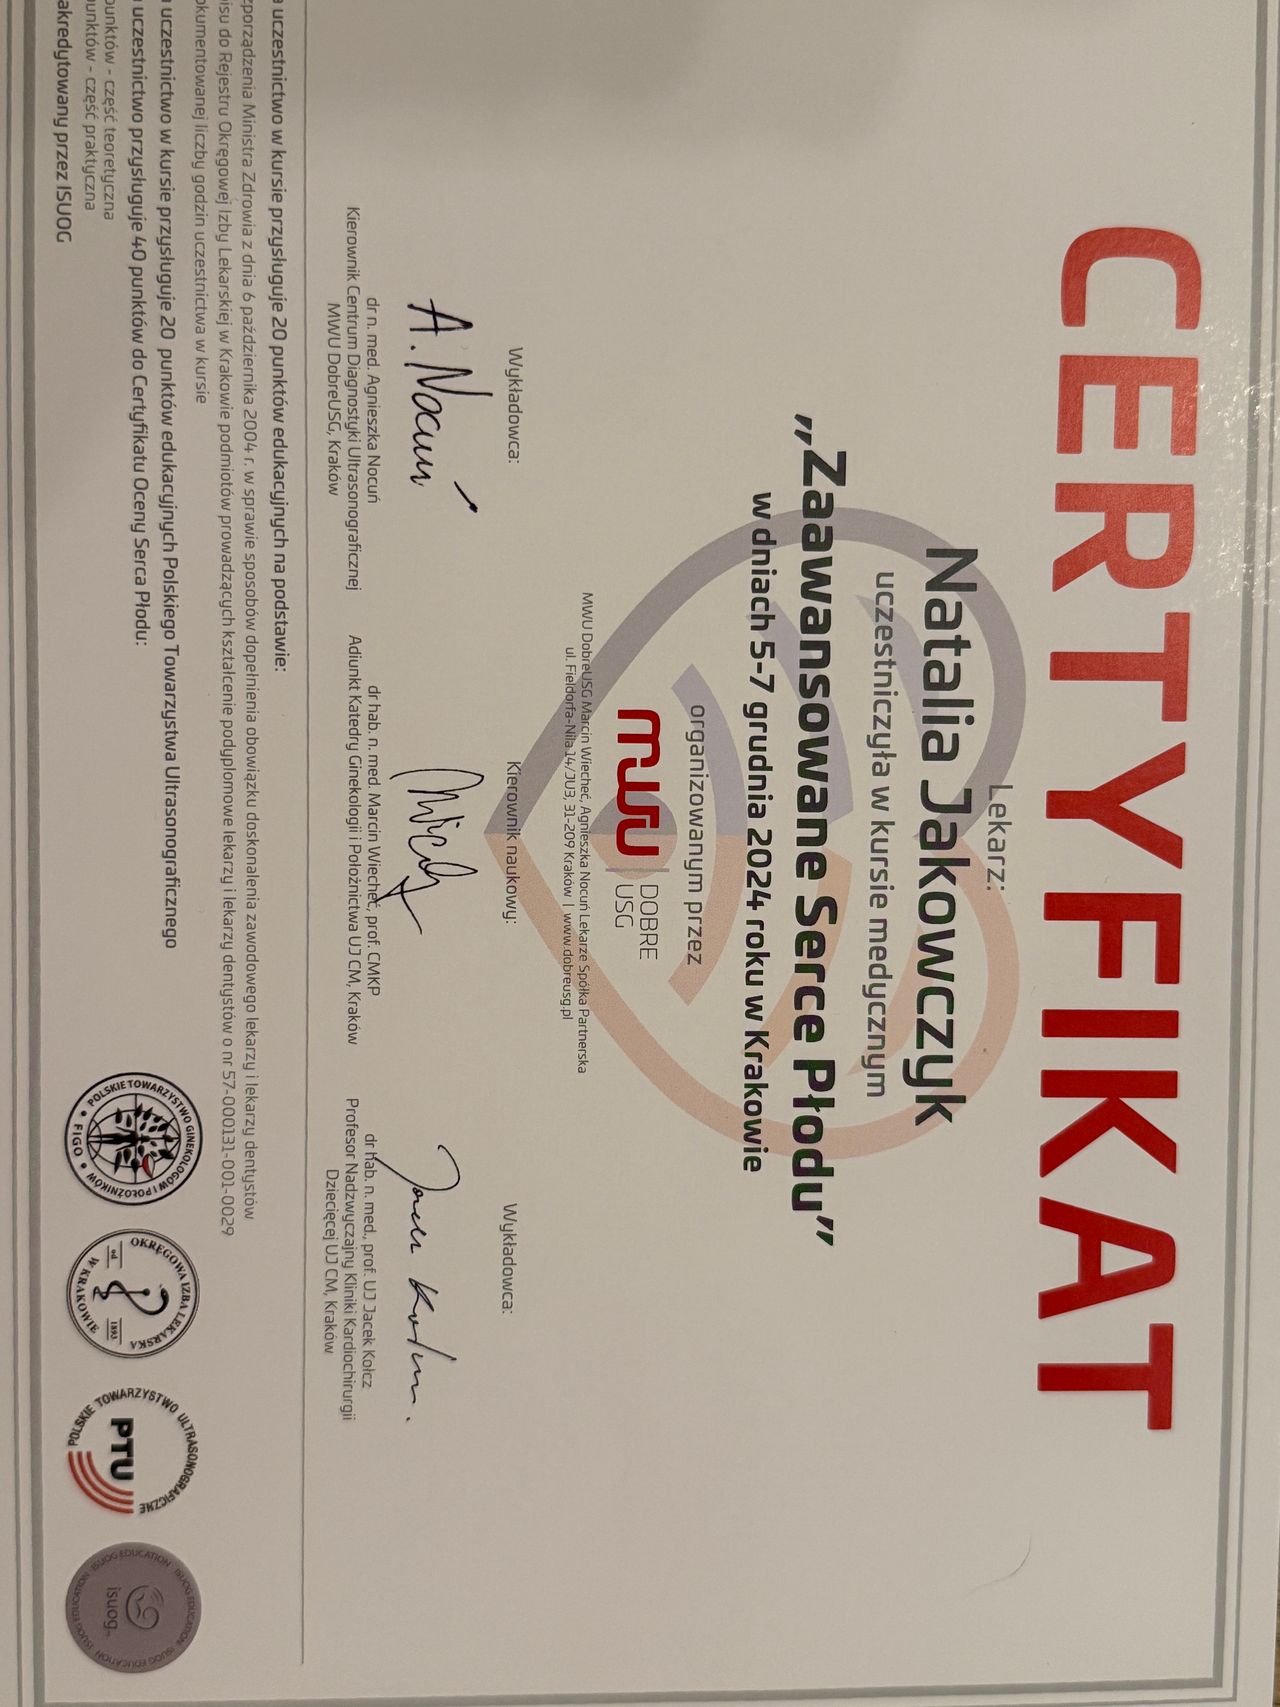 CERTYFIKAT
Lekarz:
Natalia Jakowczyk
uczestniczyła w kursie medycznym
„Zaawansowane Serce Płodu”
w dniach 5-7 grudnia 2024 roku w Krakowie
organizowanym przez
mwu DOBRE
USG
MWU DobreUSG Marcin Wiecheć, Agnieszka Nocuń Lekarze Spółka Partnerska
ul. Fieldorfa-Nila 14/JU3, 31-209 Kraków | www.dobreusg.pl
Wykładowca:
A. Nocuń
dr n. med. Agnieszka Nocuń
Kierownik Centrum Diagnostyki Ultrasonograficznej
MWU DobreUSG, Kraków
Kierownik naukowy:
dr hab. n. med. Marcin Wiecheć, prof. CMKP
Adiunkt Katedry Ginekologii i Położnictwa UJ CM, Kraków
Wykładowca:
dr hab. n. med., prof. UJ Jacek Kołcz
Profesor Nadzwyczajny Kliniki Kardiochirurgii
Dziecięcej UJ CM, Kraków
uczestnictwo w kursie przysługuje 20 punktów edukacyjnych na podstawie:
Ministra Zdrowia z dnia 6 października 2004 r. w sprawie sposobów dopełnienia obowiązku doskonalenia zawodowego lekarzy i lekarzy dentystów
do Rejestru Okręgowej Izby Lekarskiej w Krakowie podmiotów prowadzących kształcenie podyplomowe lekarzy i lekarzy dentystów o nr 57-000131-001-0029
liczby godzin uczestnictwa w kursie
uczestnictwo w kursie przysługuje 20 punktów edukacyjnych Polskiego Towarzystwa Ultrasonograficznego
uczestnictwo przysługuje 40 punktów do Certyfikatu Oceny Serca Płodu:
punktów - część teoretyczna
punktów - część praktyczna
akredytowany przez ISUOG
POLSKIE TOWARZYSTWO GINEKOLOGÓW I POŁOŻNIKÓW
FIGO
OKRĘGOWA IZBA LEKARSKA
W KRAKOWIE
od 1893
POLSKIE TOWARZYSTWO ULTRASONOGRAFICZNE
PTU
ISUOG EDUCATION ISUOG EDUCATION ISUOG EDUCATION ISUOG EDUCATION
isuog